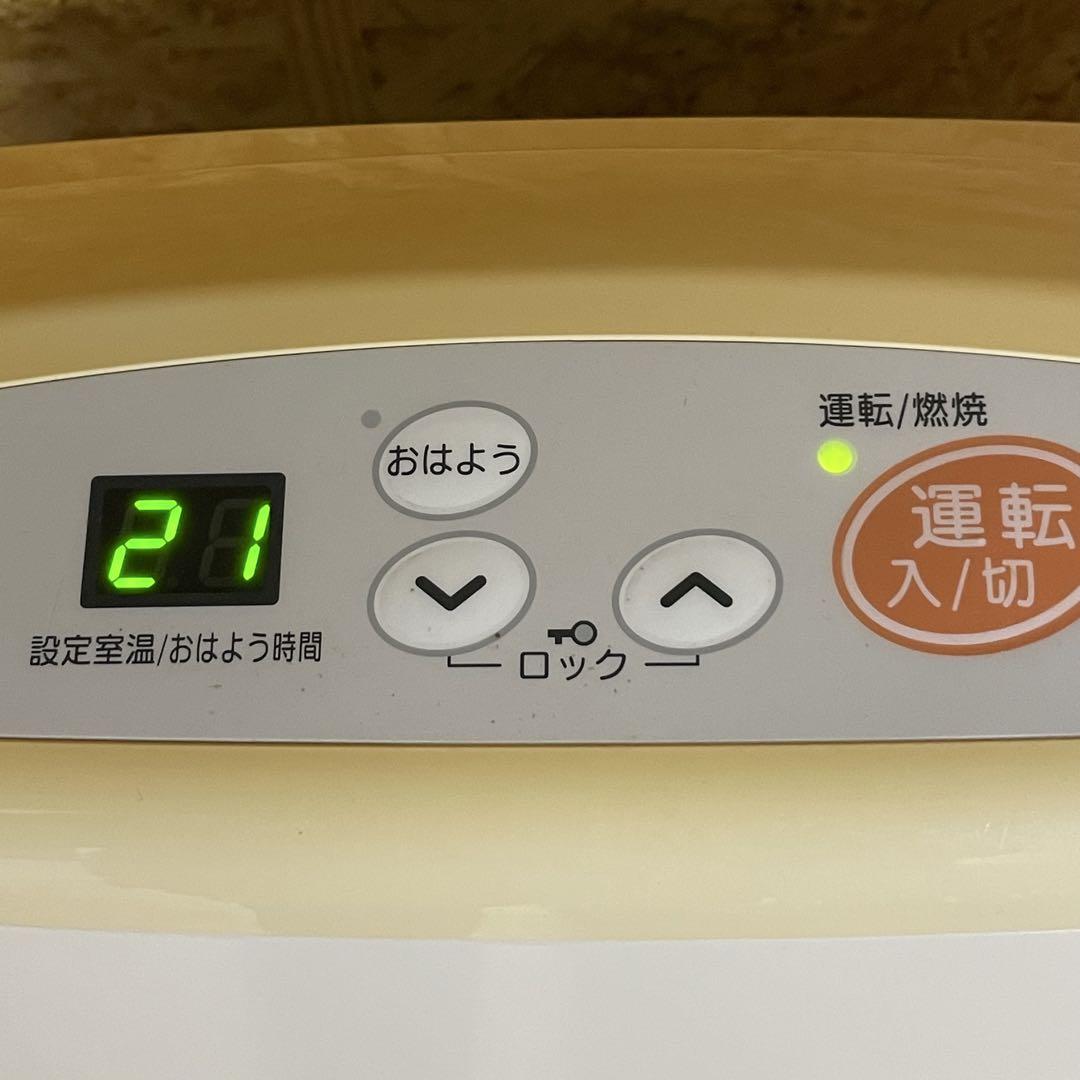 運転/燃焼
おはよう
21
運転
入/切
設定室温/おはよう時間
ロック